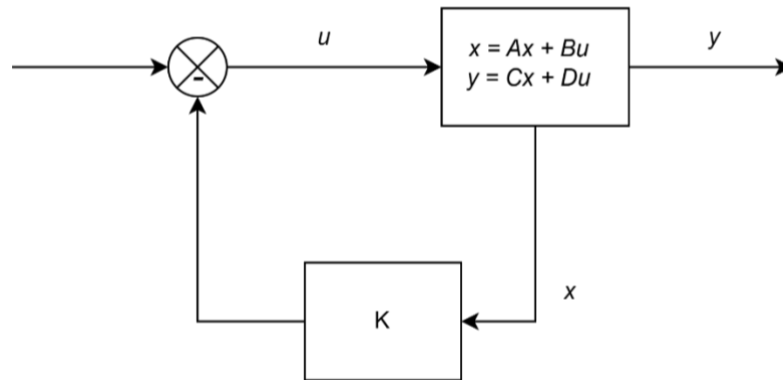 u
x = Ax + Bu
y = Cx + Du
y
-
K
x